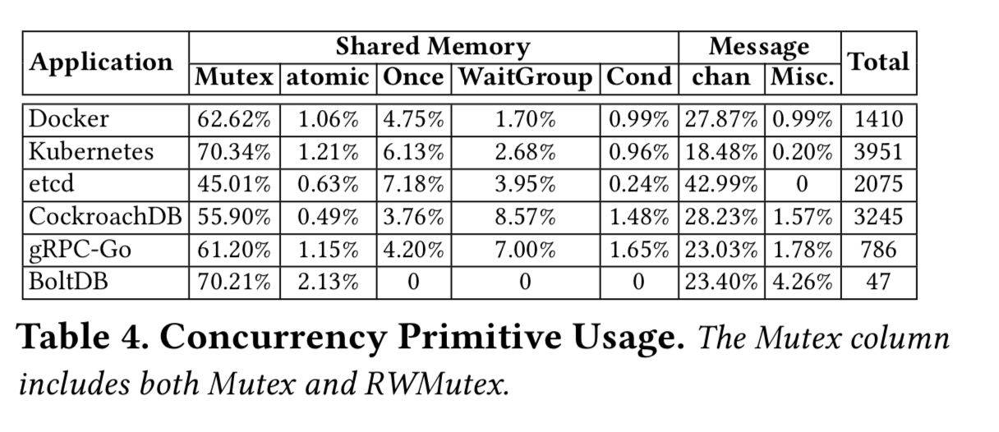 Application Shared Memory Message Total
Mutex atomic Once WaitGroup Cond chan Misc.
Docker 62.62% 1.06% 4.75% 1.70% 0.99% 27.87% 0.99% 1410
Kubernetes 70.34% 1.21% 6.13% 2.68% 0.96% 18.48% 0.20% 3951
etcd 45.01% 0.63% 7.18% 3.95% 0.24% 42.99% 0 2075
CockroachDB 55.90% 0.49% 3.76% 8.57% 1.48% 28.23% 1.57% 3245
gRPC-Go 61.20% 1.15% 4.20% 7.00% 1.65% 23.03% 1.78% 786
BoltDB 70.21% 2.13% 0 0 0 23.40% 4.26% 47
Table 4. Concurrency Primitive Usage. The Mutex column
includes both Mutex and RWMutex.